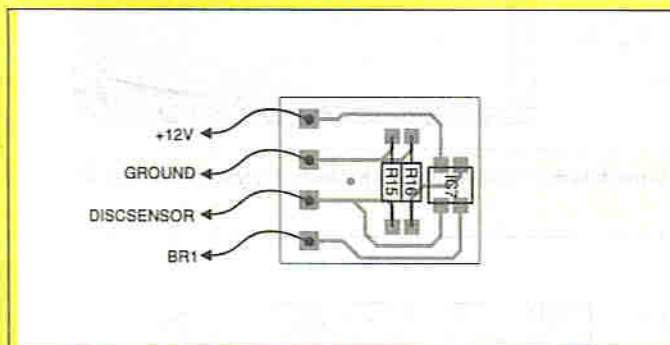 +12V
GROUND
DISCSENSOR
BR1
R15
R16
IC7